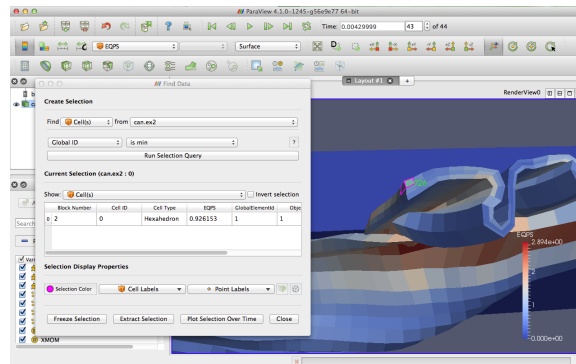 ParaView 4.1.0-1245-g56e9e77 64-bit
Time: 0.00429999 43 of 44
EQPS Surface
Layout #1
RenderView0
Find Data
Create Selection
Find Cell(s) from can.ex2
Global ID is min ?
Run Selection Query
Current Selection (can.ex2 : 0)
Show: Cell(s) Invert selection
Block Number Cell ID Cell Type EQPS GlobalElementId Obje
0 2 0 Hexahedron 0.926153 1 1
Selection Display Properties
Selection Color Cell Labels Point Labels
Freeze Selection Extract Selection Plot Selection Over Time Close
Search
Vari
XMOM
EQPS
2.894e+00
2
1
0.000e+00